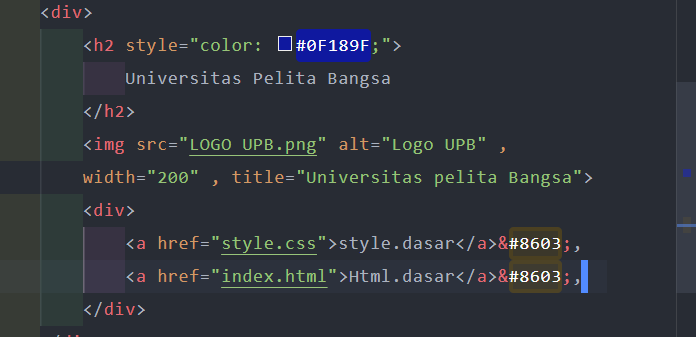 <div>
<h2 style="color: #0F189F;">
Universitas Pelita Bangsa
</h2>
<img src="LOGO UPB.png" alt="Logo UPB" ,
width="200" , title="Universitas pelita Bangsa">
<div>
<a href="style.css">style.dasar</a>&#8603;,
<a href="index.html">Html.dasar</a>&#8603;,
</div>